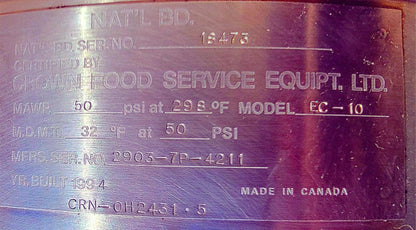 NAT'L BD.
NAT'L BD. SER. NO. 18473
CERTIFIED BY
CROWN FOOD SERVICE EQUIPT. LTD.
MAWP 50 psi at 298 °F MODEL EC-10
M.D.M.T. 32 °F at 50 PSI
MFRS. SER. NO. 2903-7P-4211
YR. BUILT 1994
MADE IN CANADA
CRN-0H2431·5